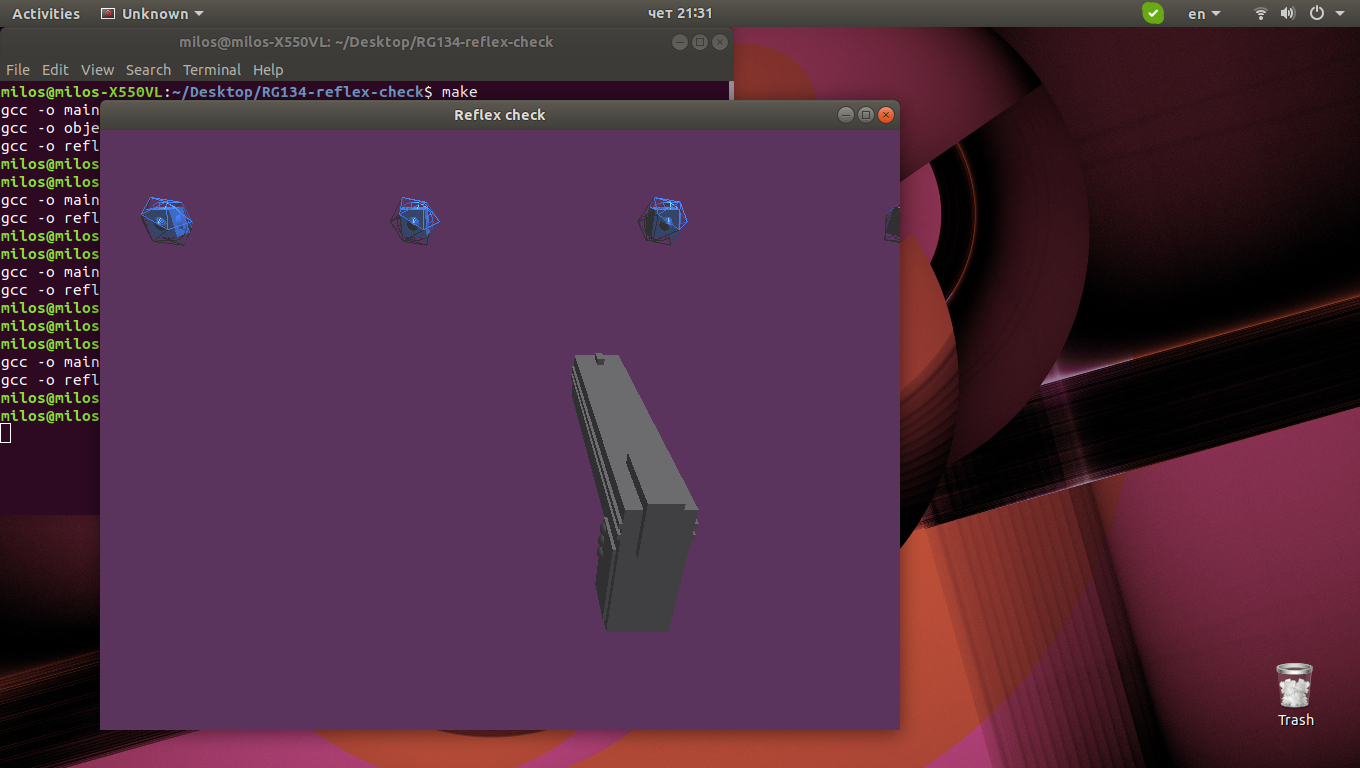 Activities Unknown чет 21:31 en
milos@milos-X550VL: ~/Desktop/RG134-reflex-check
File Edit View Search Terminal Help
milos@milos-X550VL:~/Desktop/RG134-reflex-check$ make
Reflex check
gcc -o main
gcc -o obje
gcc -o refl
milos@milos
milos@milos
gcc -o main
gcc -o refl
milos@milos
milos@milos
gcc -o main
gcc -o refl
milos@milos
milos@milos
milos@milos
gcc -o main
gcc -o refl
milos@milos
milos@milos
Trash